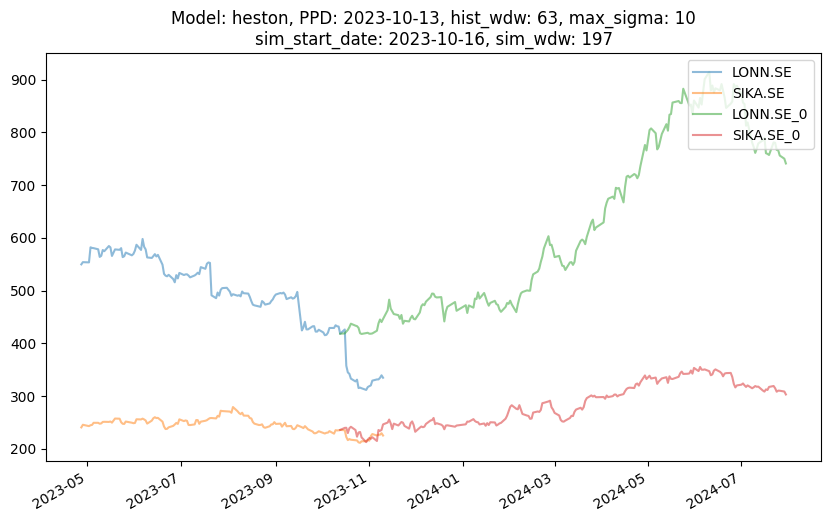 Model: heston, PPD: 2023-10-13, hist_wdw: 63, max_sigma: 10
sim_start_date: 2023-10-16, sim_wdw: 197
LONN.SE
SIKA.SE
LONN.SE_0
SIKA.SE_0
900
800
700
600
500
400
300
200
2023-05
2023-07
2023-09
2023-11
2024-01
2024-03
2024-05
2024-07